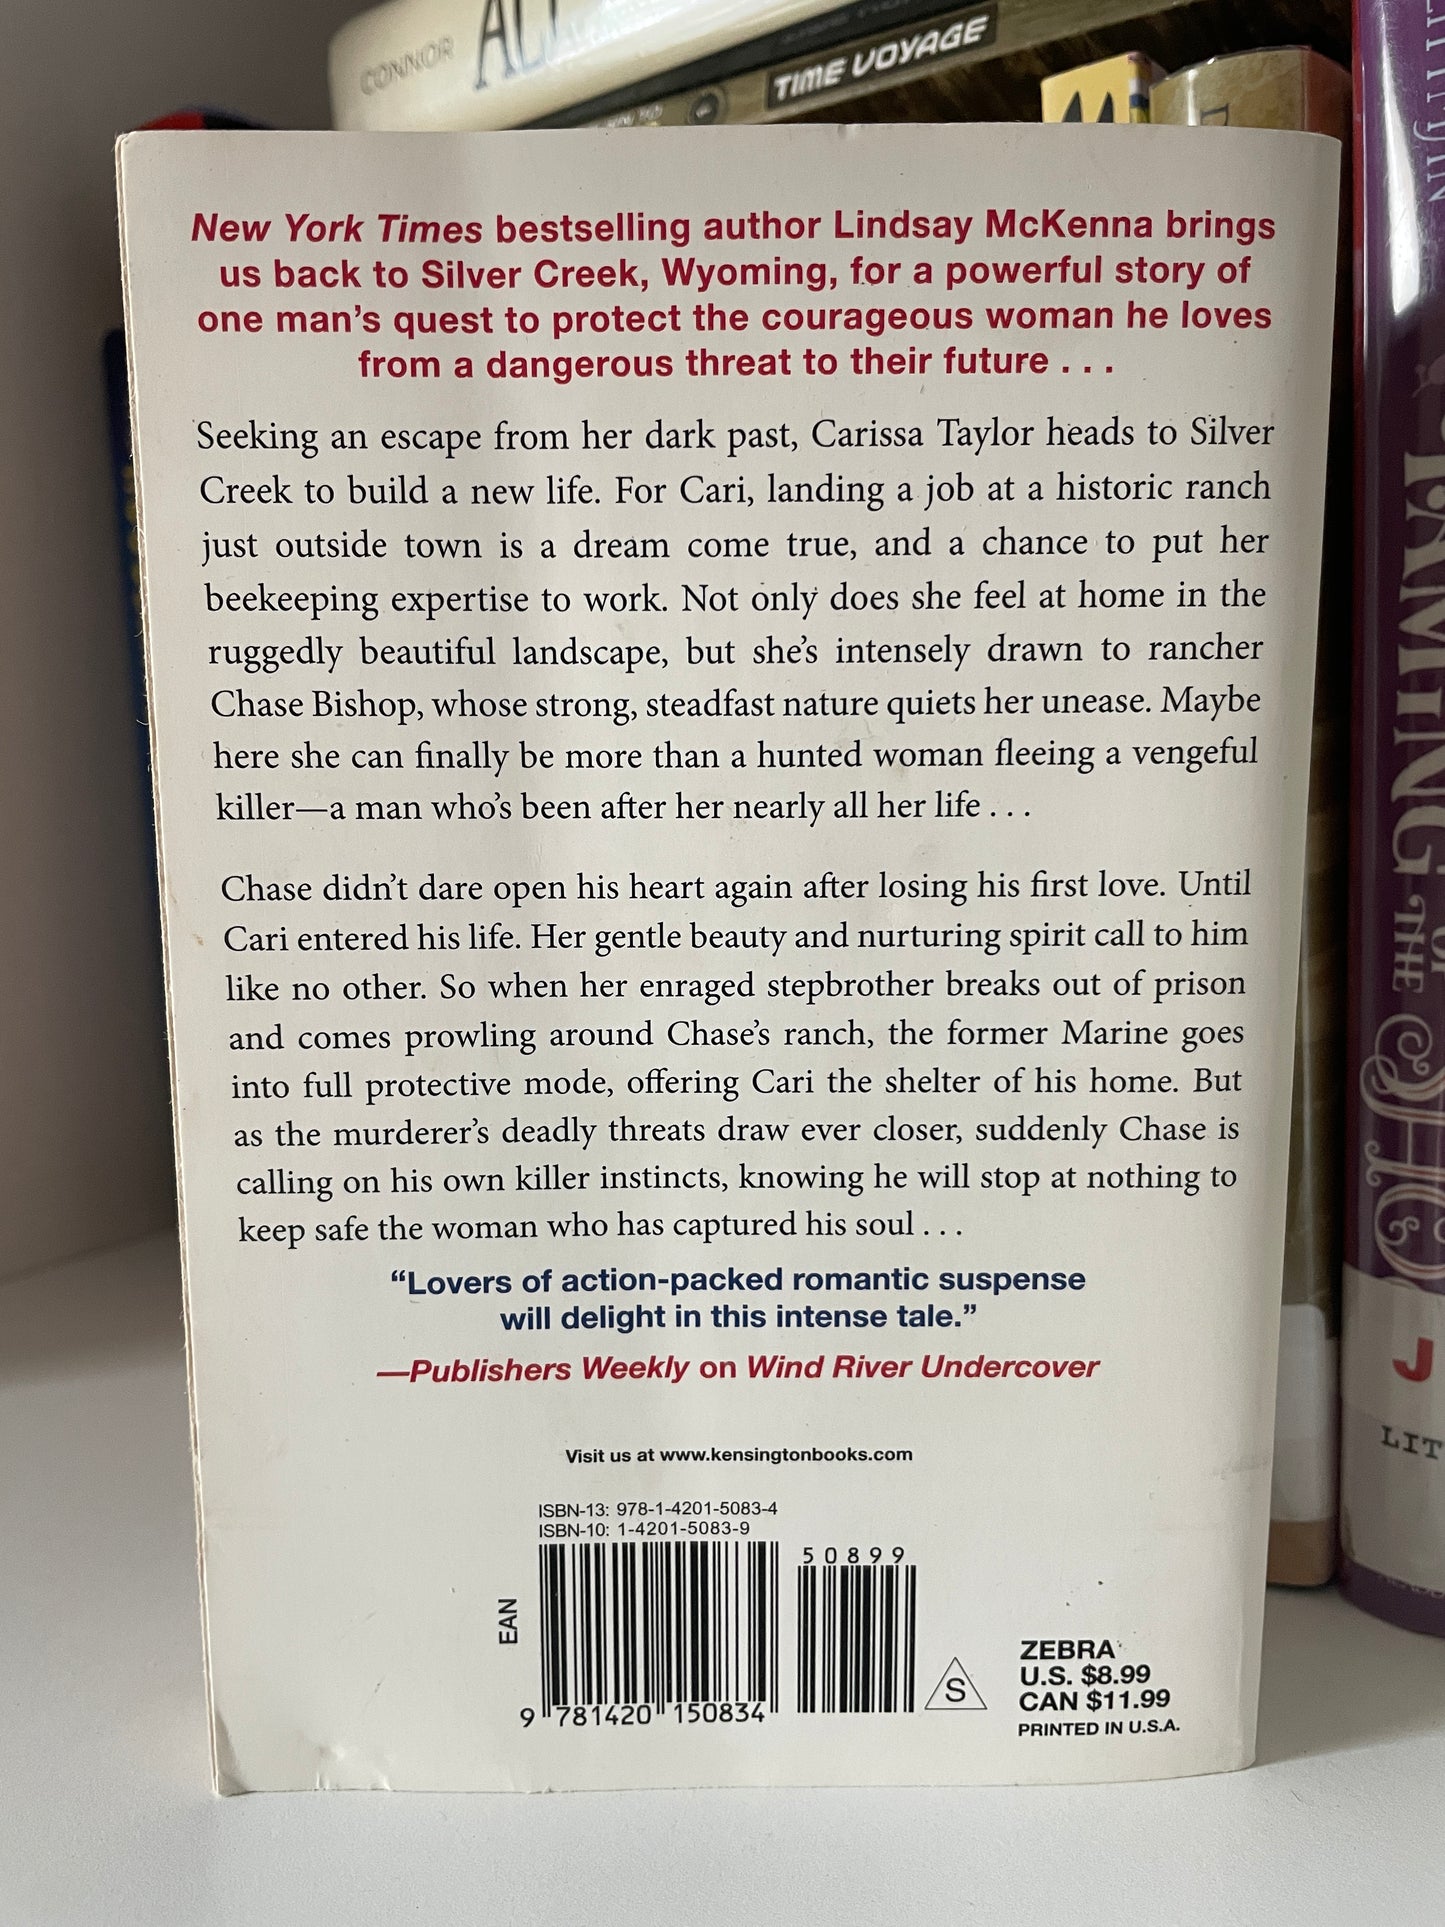 CONNOR
TIME VOYAGE
New York Times bestselling author Lindsay McKenna brings
us back to Silver Creek, Wyoming, for a powerful story of
one man's quest to protect the courageous woman he loves
from a dangerous threat to their future . . .
Seeking an escape from her dark past, Carissa Taylor heads to Silver
Creek to build a new life. For Cari, landing a job at a historic ranch
just outside town is a dream come true, and a chance to put her
beekeeping expertise to work. Not only does she feel at home in the
ruggedly beautiful landscape, but she's intensely drawn to rancher
Chase Bishop, whose strong, steadfast nature quiets her unease. Maybe
here she can finally be more than a hunted woman fleeing a vengeful
killer—a man who's been after her nearly all her life . . .
Chase didn't dare open his heart again after losing his first love. Until
Cari entered his life. Her gentle beauty and nurturing spirit call to him
like no other. So when her enraged stepbrother breaks out of prison
and comes prowling around Chase's ranch, the former Marine goes
into full protective mode, offering Cari the shelter of his home. But
as the murderer's deadly threats draw ever closer, suddenly Chase is
calling on his own killer instincts, knowing he will stop at nothing to
keep safe the woman who has captured his soul . . .
“Lovers of action-packed romantic suspense
will delight in this intense tale.”
—Publishers Weekly on Wind River Undercover
Visit us at www.kensingtonbooks.com
ISBN-13: 978-1-4201-5083-4
ISBN-10: 1-4201-5083-9
50899
EAN
9 781420 150834
S
ZEBRA
U.S. $8.99
CAN $11.99
PRINTED IN U.S.A.
OF THE
J
LIT